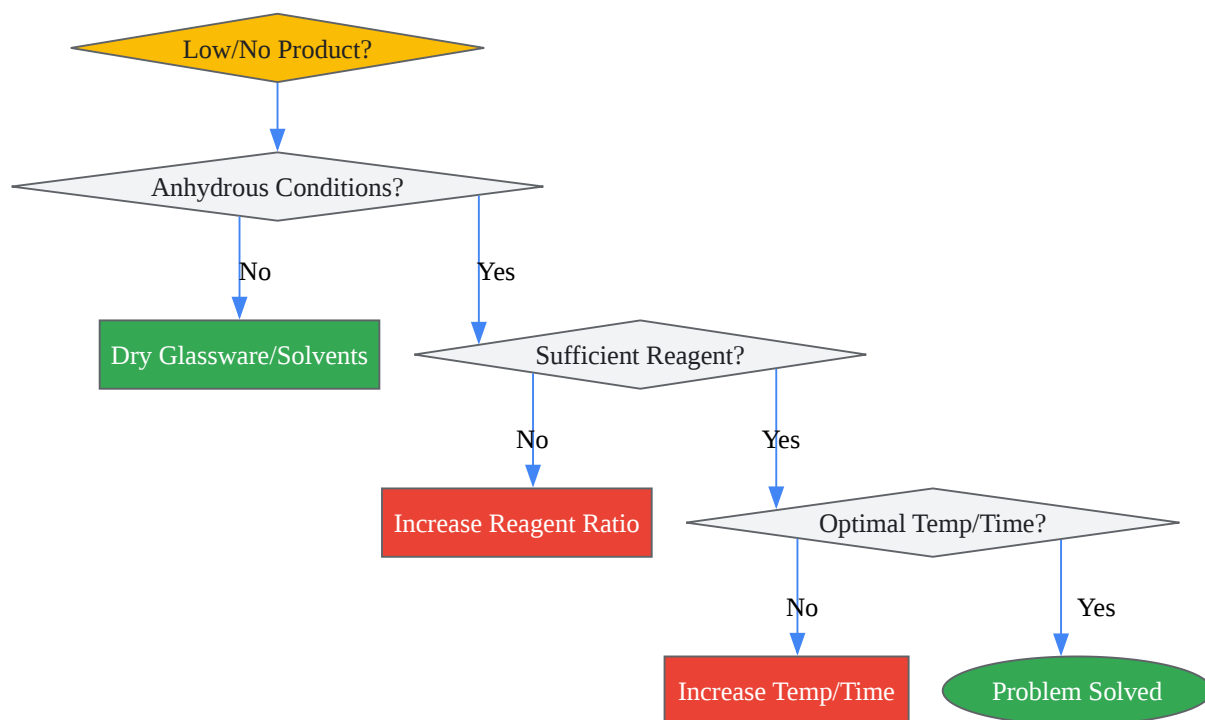 Low/No Product?
Anhydrous Conditions?
No
Yes
Dry Glassware/Solvents
Sufficient Reagent?
No
Yes
Increase Reagent Ratio
Optimal Temp/Time?
No
Yes
Increase Temp/Time
Problem Solved